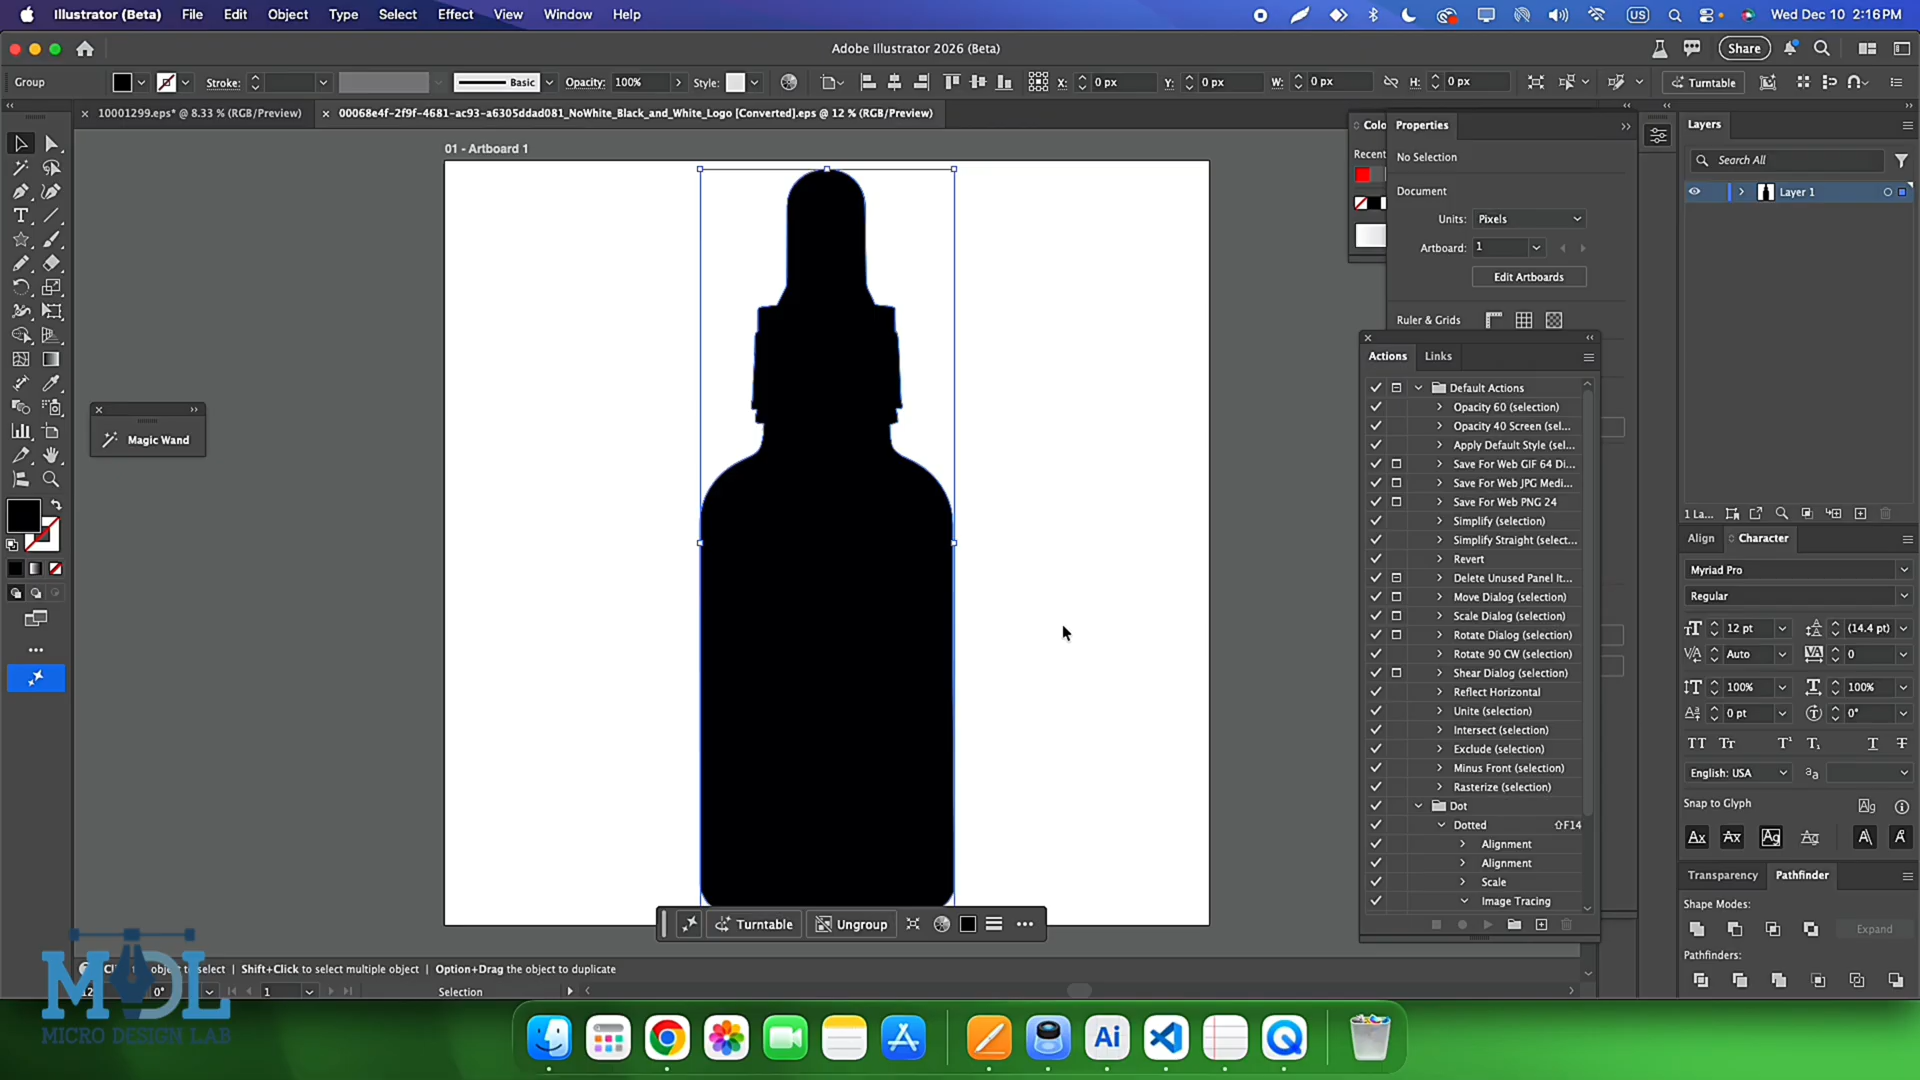 Illustrator (Beta) File Edit Object Type Select Effect View Window Help US Wed Dec 10 2:16 PM
Adobe Illustrator 2026 (Beta) Share
Group Stroke: Basic Opacity: 100% Style: X: 0 px Y: 0 px W: 0 px H: 0 px Turntable
10001299.eps* @ 8.33 % (RGB/Preview) 00068e4f-2f9f-4681-ac93-a6305ddad081_NoWhite_Black_and_White_Logo [Converted].eps @ 12 % (RGB/Preview)
01 - Artboard 1
Magic Wand
Turntable Ungroup
Colo
Recent
Properties
No Selection
Document
Units: Pixels
Artboard: 1
Edit Artboards
Ruler & Grids
Actions Links
Default Actions
Opacity 60 (selection)
Opacity 40 Screen (sel...
Apply Default Style (sel...
Save For Web GIF 64 Di...
Save For Web JPG Medi...
Save For Web PNG 24
Simplify (selection)
Simplify Straight (select...
Revert
Delete Unused Panel It...
Move Dialog (selection)
Scale Dialog (selection)
Rotate Dialog (selection)
Rotate 90 CW (selection)
Shear Dialog (selection)
Reflect Horizontal
Unite (selection)
Intersect (selection)
Exclude (selection)
Minus Front (selection)
Rasterize (selection)
Dot
Dotted ⇧F14
Alignment
Alignment
Scale
Image Tracing
Layers
Search All
Layer 1
1 La...
Align Character
Myriad Pro
Regular
12 pt (14.4 pt)
Auto 0
100% 100%
0 pt 0°
English: USA
Snap to Glyph
Transparency Pathfinder
Shape Modes:
Expand
Pathfinders:
to select Shift+Click to select multiple object Option+Drag the object to duplicate
0° 1 Selection
MDL
MICRO DESIGN LAB
Ai